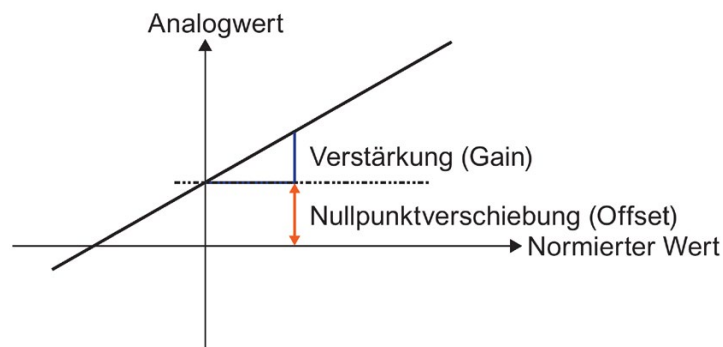 Analogwert
Verstärkung (Gain)
Nullpunktverschiebung (Offset)
Normierter Wert